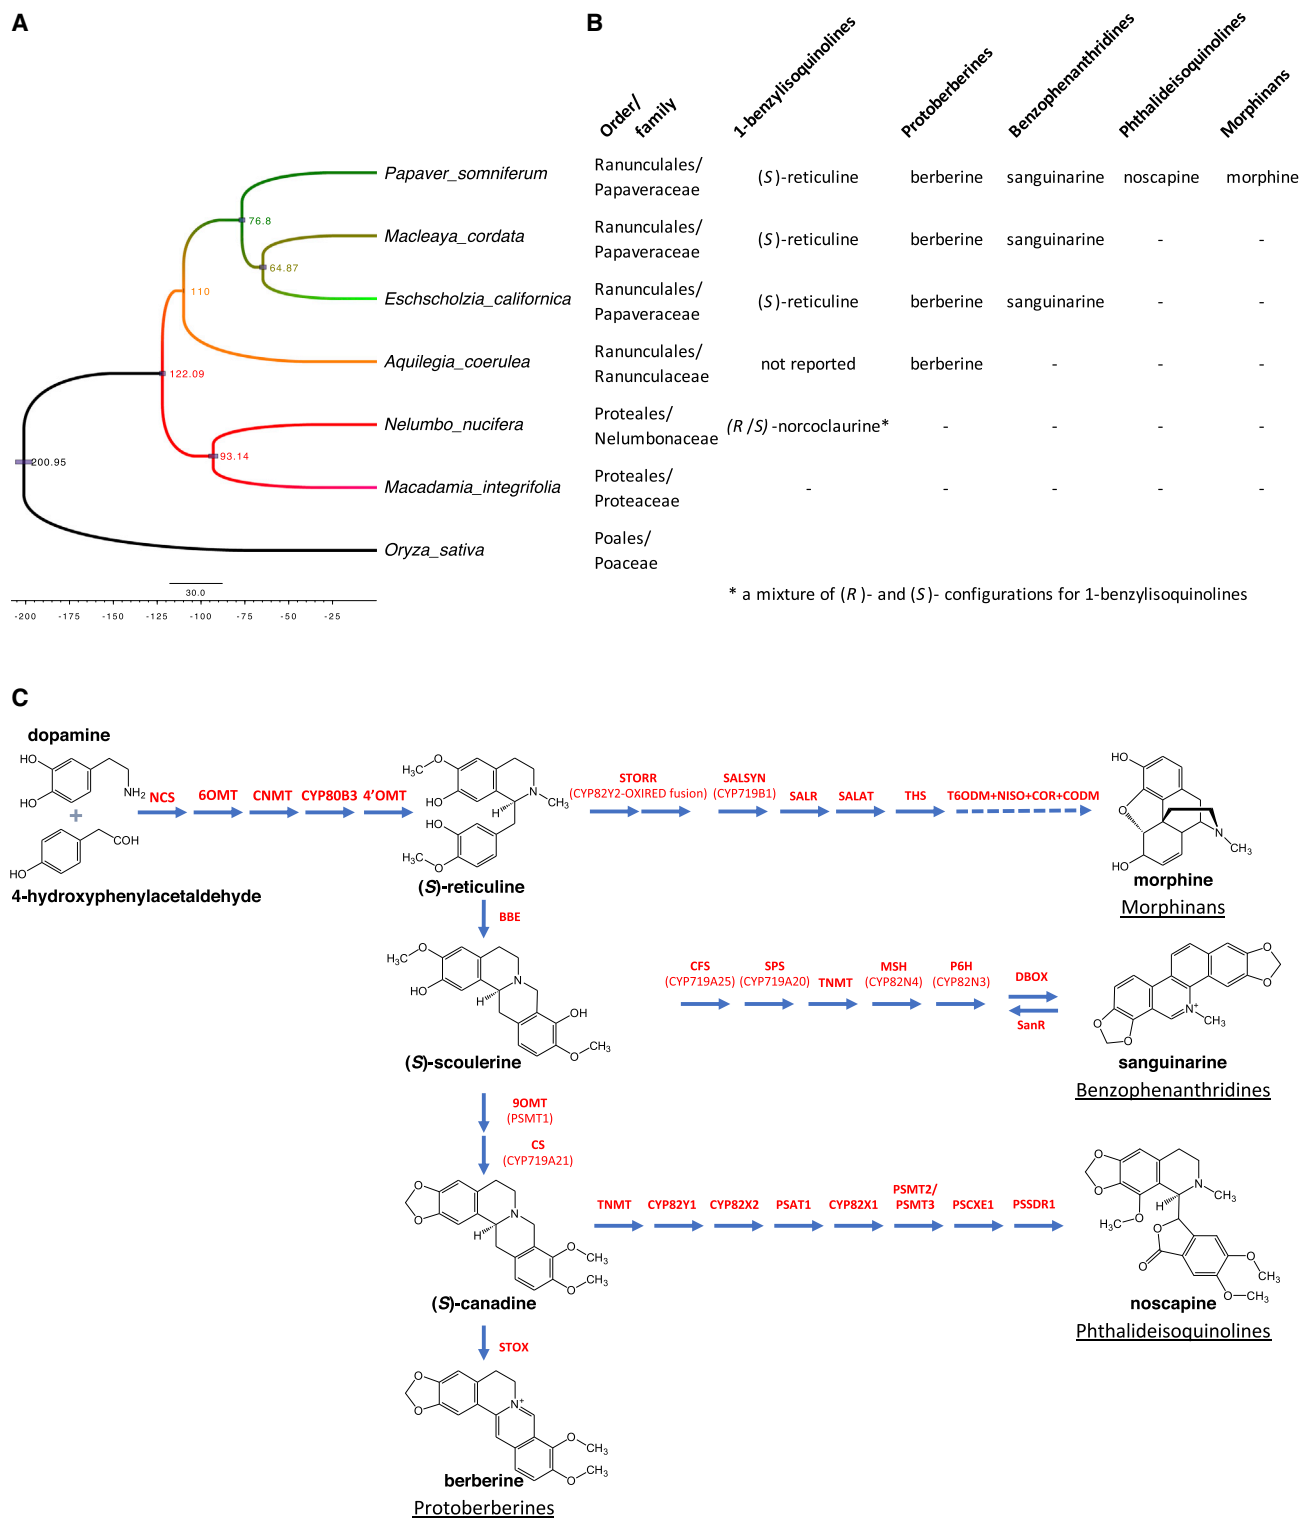 A
B
Order/
family
1-benzylisoquinolines
Protoberberines
Benzophenanthridines
Phthalideisoquinolines
Morphinans
Papaver_somniferum
Ranunculales/
Papaveraceae
(S)-reticuline
berberine
sanguinarine
noscapine
morphine
76.8
Macleaya_cordata
Ranunculales/
Papaveraceae
(S)-reticuline
berberine
sanguinarine
-
-
64.87
110
Eschscholzia_californica
Ranunculales/
Papaveraceae
(S)-reticuline
berberine
sanguinarine
-
-
Aquilegia_coerulea
Ranunculales/
Ranunculaceae
not reported
berberine
-
-
-
122.09
Nelumbo_nucifera
Proteales/
Nelumbonaceae
(R/S)-norcoclaurine*
-
-
-
-
93.14
200.95
Macadamia_integrifolia
Proteales/
Proteaceae
-
-
-
-
-
Oryza_sativa
Poales/
Poaceae
30.0
-200 -175 -150 -125 -100 -75 -50 -25
* a mixture of (R)- and (S)- configurations for 1-benzylisoquinolines
C
dopamine
HO
HO
NH2
+
COH
HO
4-hydroxyphenylacetaldehyde
NCS
6OMT
CNMT
CYP80B3
4'OMT
O
H3C
HO
N
CH3
H
HO
H3C
O
(S)-reticuline
STORR
(CYP82Y2-OXIRED fusion)
SALSYN
(CYP719B1)
SALR
SALAT
THS
T6ODM+NISO+COR+CODM
HO
O
N
CH3
HO
morphine
Morphinans
BBE
O
H3C
HO
N
H
OH
O
CH3
(S)-scoulerine
CFS
(CYP719A25)
SPS
(CYP719A20)
TNMT
MSH
(CYP82N4)
P6H
(CYP82N3)
DBOX
SanR
O
O
N+
CH3
O
O
sanguinarine
Benzophenanthridines
9OMT
(PSMT1)
CS
(CYP719A21)
O
O
N
H
O
CH3
O
CH3
(S)-canadine
TNMT
CYP82Y1
CYP82X2
PSAT1
CYP82X1
PSMT2/
PSMT3
PSCXE1
PSSDR1
O
O
N
CH3
H
O
H3C
O
O
O
CH3
O
CH3
noscapine
Phthalideisoquinolines
STOX
O
O
N+
O
CH3
O
CH3
berberine
Protoberberines